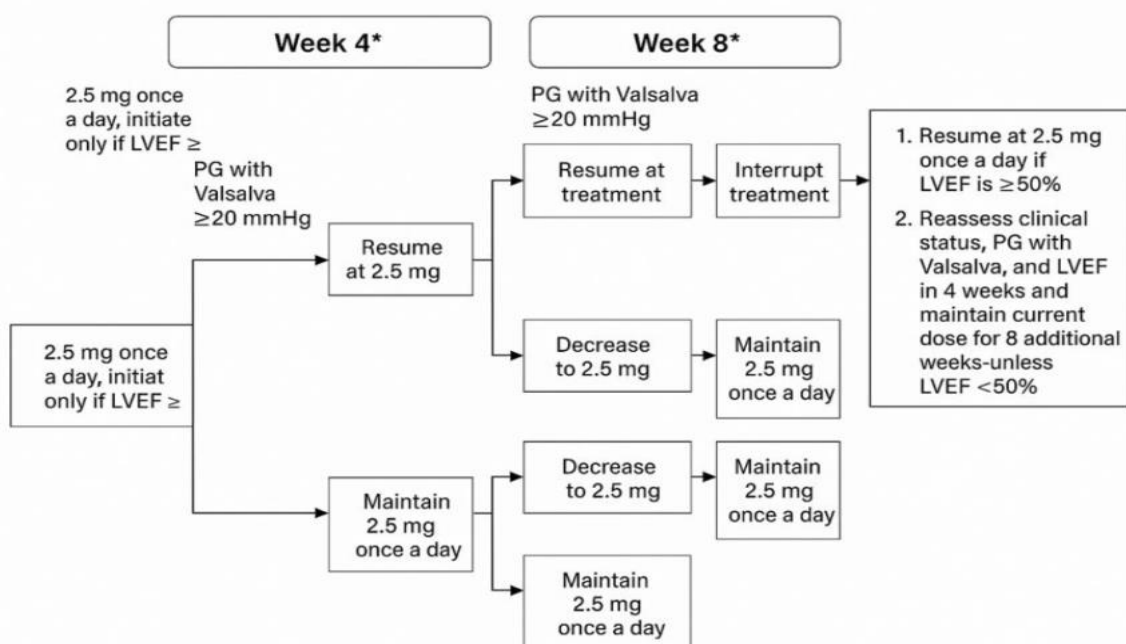 Week 4*
Week 8*
2.5 mg once
a day, initiate
only if LVEF ≥
PG with
Valsalva
≥20 mmHg
PG with Valsalva
≥20 mmHg
2.5 mg once
a day, initiat
only if LVEF ≥
Resume
at 2.5 mg
Maintain
2.5 mg
once a day
Resume at
treatment
Interrupt
treatment
Decrease
to 2.5 mg
Maintain
2.5 mg
once a day
Decrease
to 2.5 mg
Maintain
2.5 mg
once a day
Maintain
2.5 mg
once a day
1. Resume at 2.5 mg
once a day if
LVEF is ≥50%
2. Reassess clinical
status, PG with
Valsalva, and LVEF
in 4 weeks and
maintain current
dose for 8 additional
weeks-unless
LVEF <50%